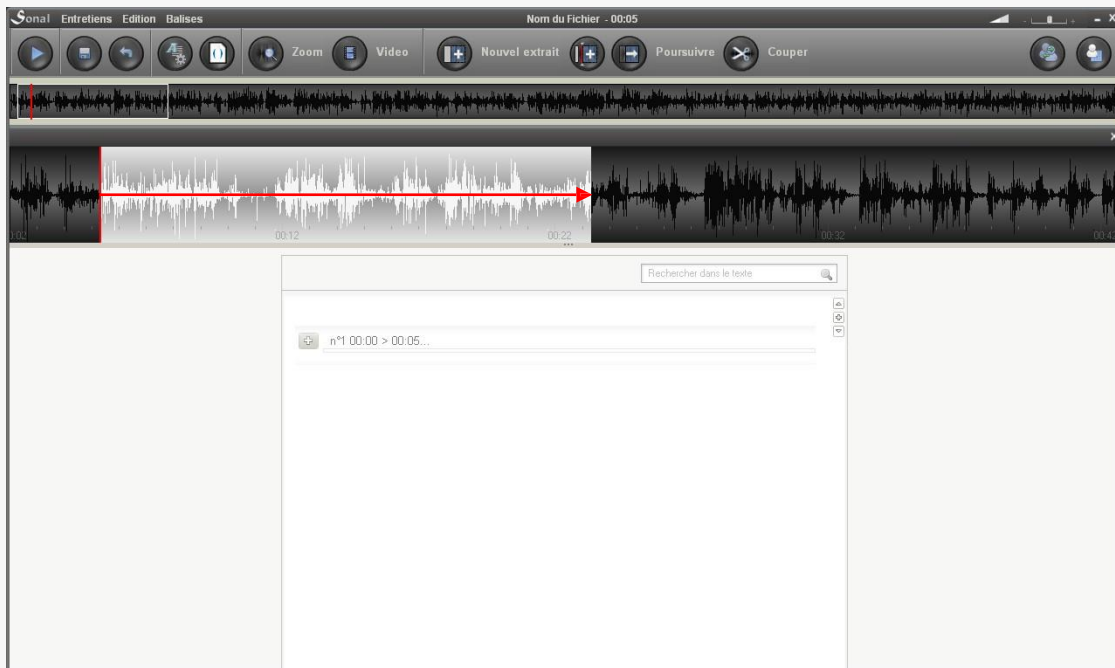 Sonal Entretiens Edition Balises Nom du Fichier - 00:05
Zoom Video Nouvel extrait Poursuivre Couper
00:12 00:22 00:32
Rechercher dans le texte
n°1 00:00 > 00:05...